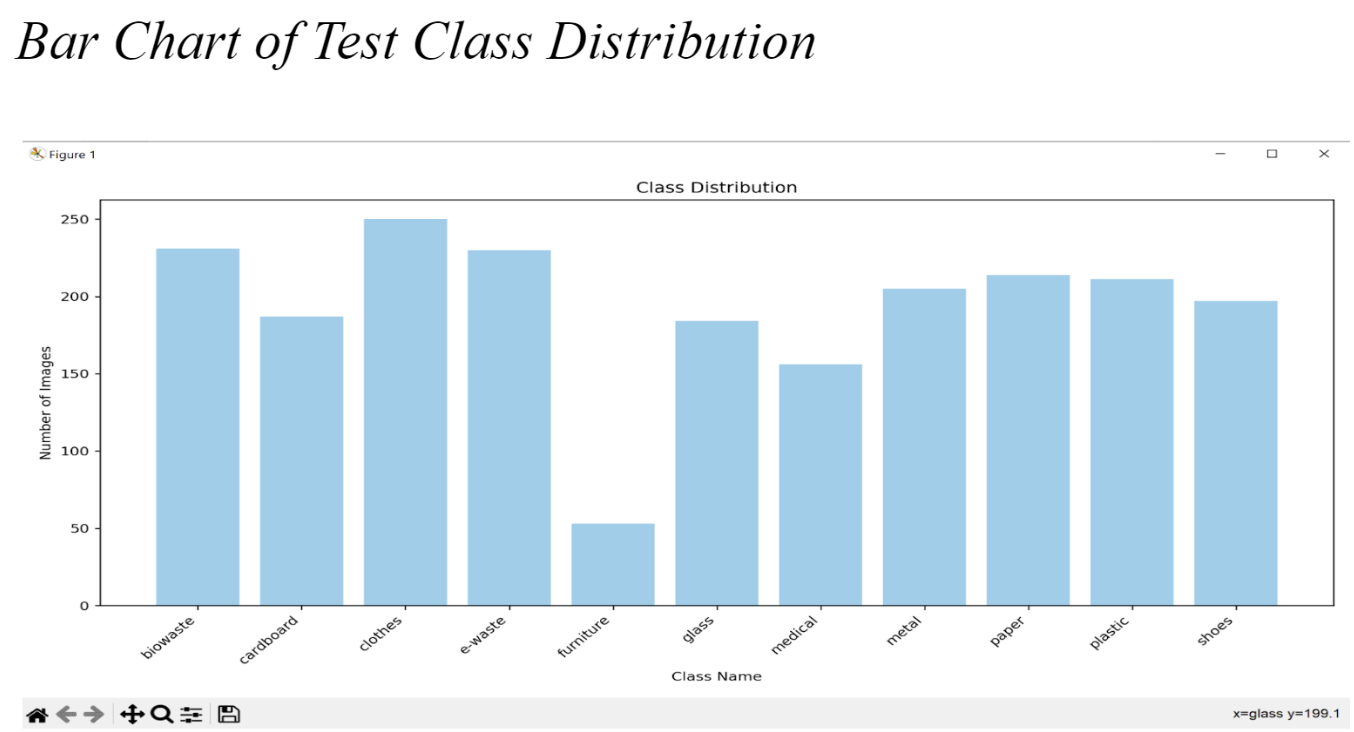 Bar Chart of Test Class Distribution
Figure 1
Class Distribution
250
200
150
100
50
0
Number of Images
biowaste
cardboard
clothes
e-waste
furniture
glass
medical
metal
paper
plastic
shoes
Class Name
x=glass y=199.1